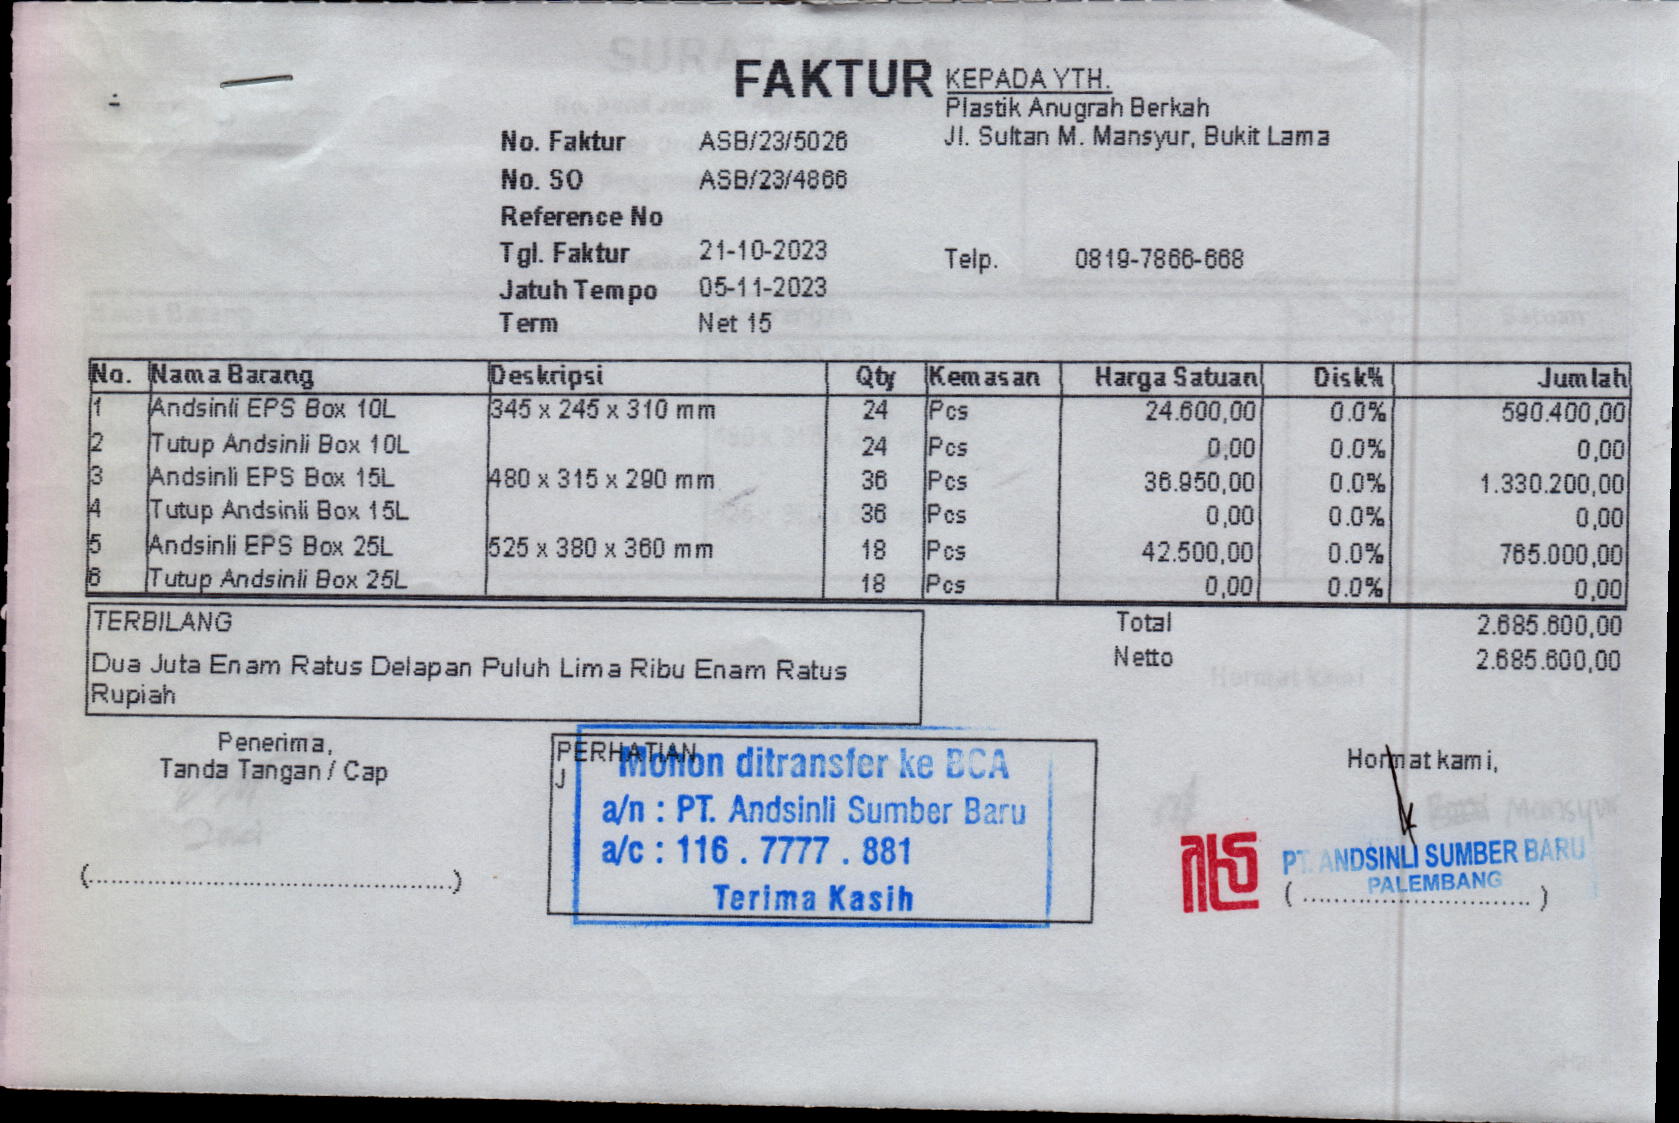 FAKTUR
KEPADA YTH.
Plastik Anugrah Berkah
Jl. Sultan M. Mansyur, Bukit Lama
No. Faktur ASB/23/5026
No. SO ASB/23/4866
Reference No
Tgl. Faktur 21-10-2023
Telp. 0819-7866-668
Jatuh Tempo 05-11-2023
Term Net 15
No. Nama Barang Deskripsi Qty Kemasan Harga Satuan Disk% Jumlah
1 Andsinli EPS Box 10L 345 x 245 x 310 mm 24 Pcs 24.600,00 0.0% 590.400,00
2 Tutup Andsinli Box 10L 24 Pcs 0,00 0.0% 0,00
3 Andsinli EPS Box 15L 480 x 315 x 290 mm 36 Pcs 36.950,00 0.0% 1.330.200,00
4 Tutup Andsinli Box 15L 36 Pcs 0,00 0.0% 0,00
5 Andsinli EPS Box 25L 525 x 380 x 360 mm 18 Pcs 42.500,00 0.0% 765.000,00
6 Tutup Andsinli Box 25L 18 Pcs 0,00 0.0% 0,00
TERBILANG
Dua Juta Enam Ratus Delapan Puluh Lima Ribu Enam Ratus
Rupiah
Total 2.685.600,00
Netto 2.685.600,00
Penerima,
Tanda Tangan / Cap
(................................................)
PERHATIAN
J
Mohon ditransfer ke BCA
a/n : PT. Andsinli Sumber Baru
a/c : 116 . 7777 . 881
Terima Kasih
Hormat kami,
PT. ANDSINLI SUMBER BARU
PALEMBANG
( .............................. )